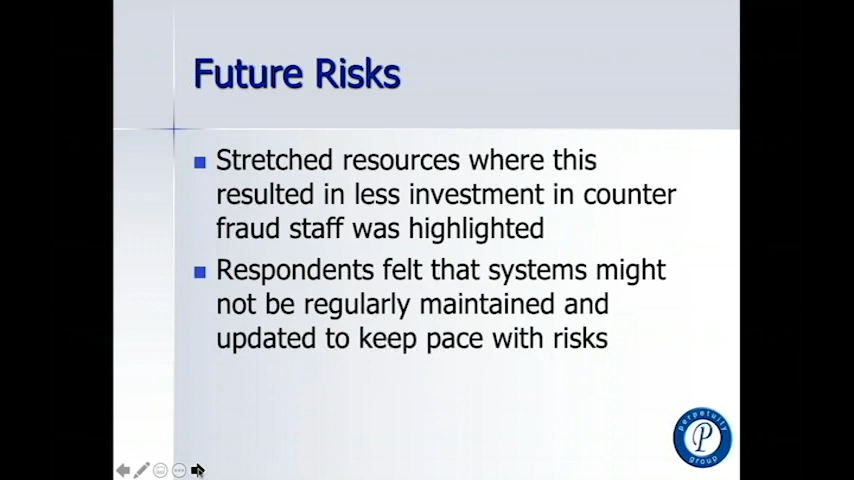 Future Risks
Stretched resources where this
resulted in less investment in counter
fraud staff was highlighted
Respondents felt that systems might
not be regularly maintained and
updated to keep pace with risks
perpetuity
P
group